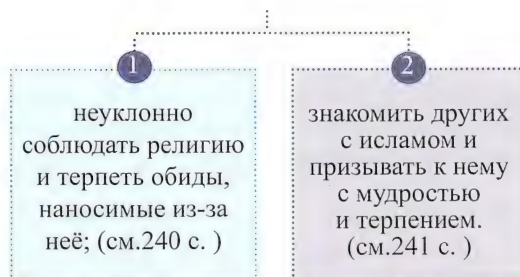 1
неуклонно
соблюдать религию
и терпеть обиды,
наносимые из-за
неё; (см.240 с. )
2
знакомить других
с исламом и
призывать к нему
с мудростью
и терпением.
(см.241 с. )